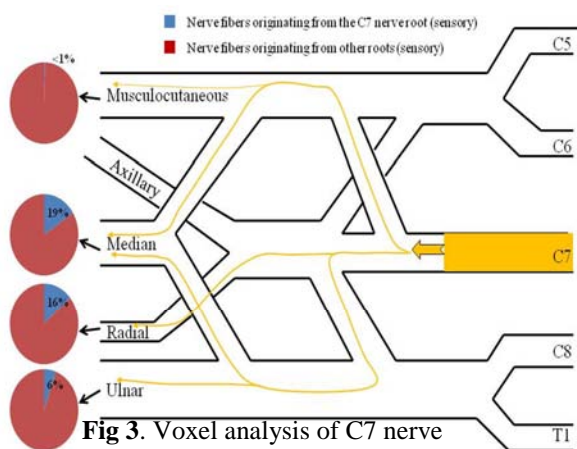 Nerve fibers originating from the C7 nerve root (sensory)
Nerve fibers originating from other roots (sensory)
<1%
Musculocutaneous
C5
C6
Axillary
19%
Median
C7
16%
Radial
C8
Ulnar
6%
T1
Fig 3. Voxel analysis of C7 nerve